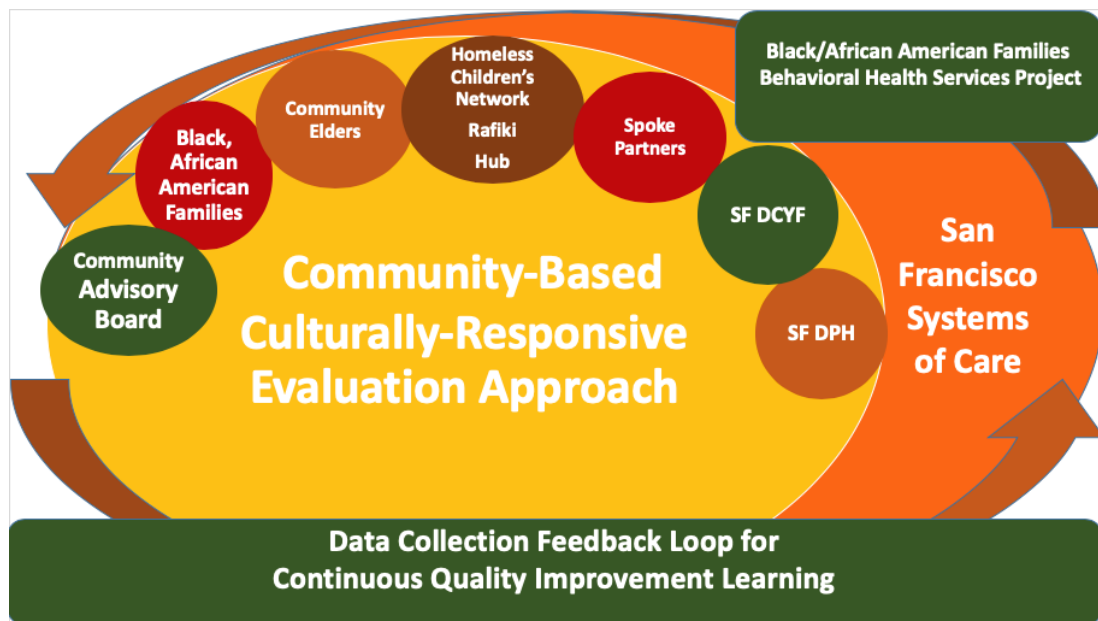 Black/African American Families
Behavioral Health Services Project
Homeless
Children's
Network
Rafiki
Hub
Community
Elders
Spoke
Partners
Black,
African
American
Families
SF DCYF
Community
Advisory
Board
SF DPH
San
Francisco
Systems
of Care
Community-Based
Culturally-Responsive
Evaluation Approach
Data Collection Feedback Loop for
Continuous Quality Improvement Learning